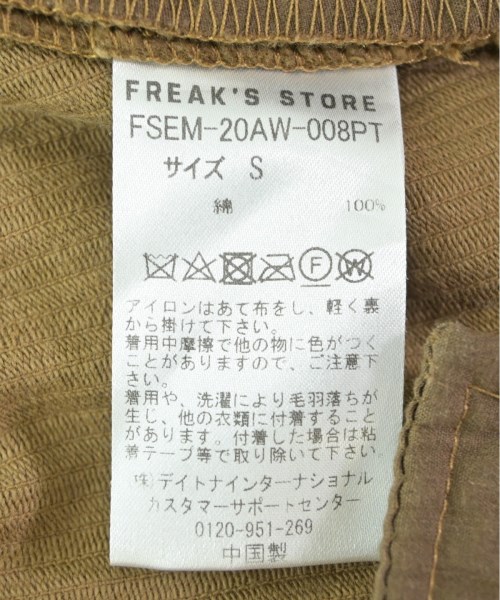 FREAK'S STORE
FSEM-20AW-008PT
サイズ S
綿 100%
F W
アイロンはあて布をし、軽く裏
から掛けて下さい。
着用中摩擦で他の物に色がつく
ことがありますので、ご注意下
さい。
着用や、洗濯により毛羽落ちが
生じ、他の衣類に付着すること
があります。付着した場合は粘
着テープ等で取り除いて下さい。
㈱デイトナインターナショナル
カスタマーサポートセンター
0120-951-269
中国製